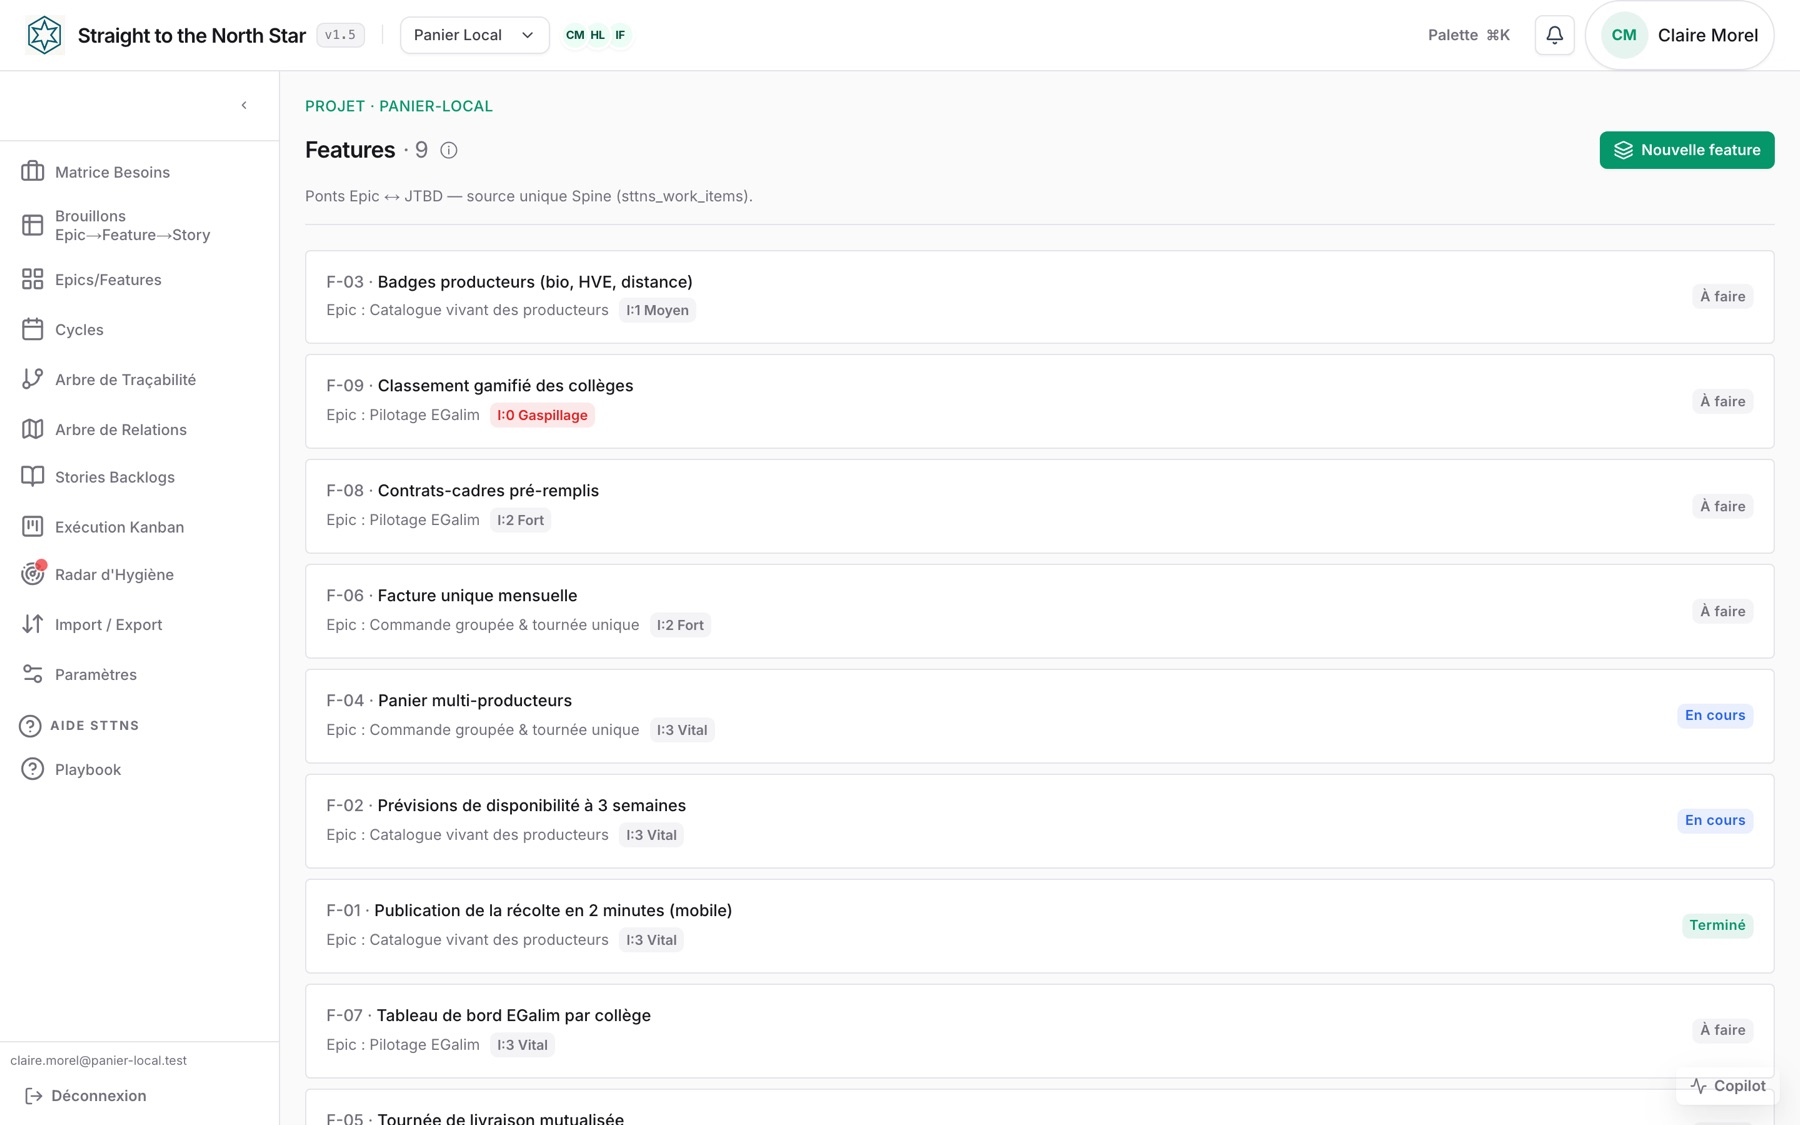 Straight to the North Star v1.5
Panier Local
CM HL IF
Palette ⌘K
CM Claire Morel
Matrice Besoins
Brouillons
Epic→Feature→Story
Epics/Features
Cycles
Arbre de Traçabilité
Arbre de Relations
Stories Backlogs
Exécution Kanban
Radar d'Hygiène
Import / Export
Paramètres
AIDE STTNS
Playbook
claire.morel@panier-local.test
Déconnexion
PROJET · PANIER-LOCAL
Features · 9
Nouvelle feature
Ponts Epic ↔ JTBD — source unique Spine (sttns_work_items).
F-03 · Badges producteurs (bio, HVE, distance)
Epic : Catalogue vivant des producteurs I:1 Moyen
À faire
F-09 · Classement gamifié des collèges
Epic : Pilotage EGalim I:0 Gaspillage
À faire
F-08 · Contrats-cadres pré-remplis
Epic : Pilotage EGalim I:2 Fort
À faire
F-06 · Facture unique mensuelle
Epic : Commande groupée & tournée unique I:2 Fort
À faire
F-04 · Panier multi-producteurs
Epic : Commande groupée & tournée unique I:3 Vital
En cours
F-02 · Prévisions de disponibilité à 3 semaines
Epic : Catalogue vivant des producteurs I:3 Vital
En cours
F-01 · Publication de la récolte en 2 minutes (mobile)
Epic : Catalogue vivant des producteurs I:3 Vital
Terminé
F-07 · Tableau de bord EGalim par collège
Epic : Pilotage EGalim I:3 Vital
À faire
Copilot
F-05 · Tournée de livraison mutualisée